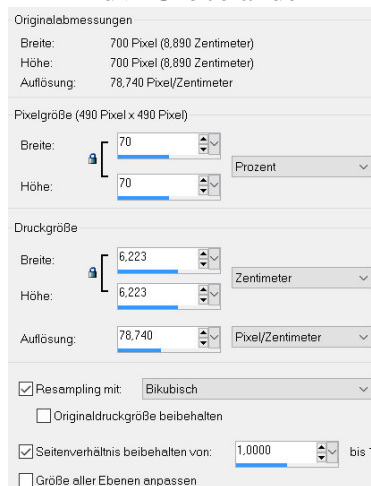 Originalabmessungen
Breite: 700 Pixel (8,890 Zentimeter)
Höhe: 700 Pixel (8,890 Zentimeter)
Auflösung: 78,740 Pixel/Zentimeter
Pixelgröße (490 Pixel x 490 Pixel)
Breite: 70
Prozent
Höhe: 70
Druckgröße
Breite: 6,223
Zentimeter
Höhe: 6,223
Auflösung: 78,740 Pixel/Zentimeter
Resampling mit: Bikubisch
Originaldruckgröße beibehalten
Seitenverhältnis beibehalten von: 1,0000 bis
Größe aller Ebenen anpassen